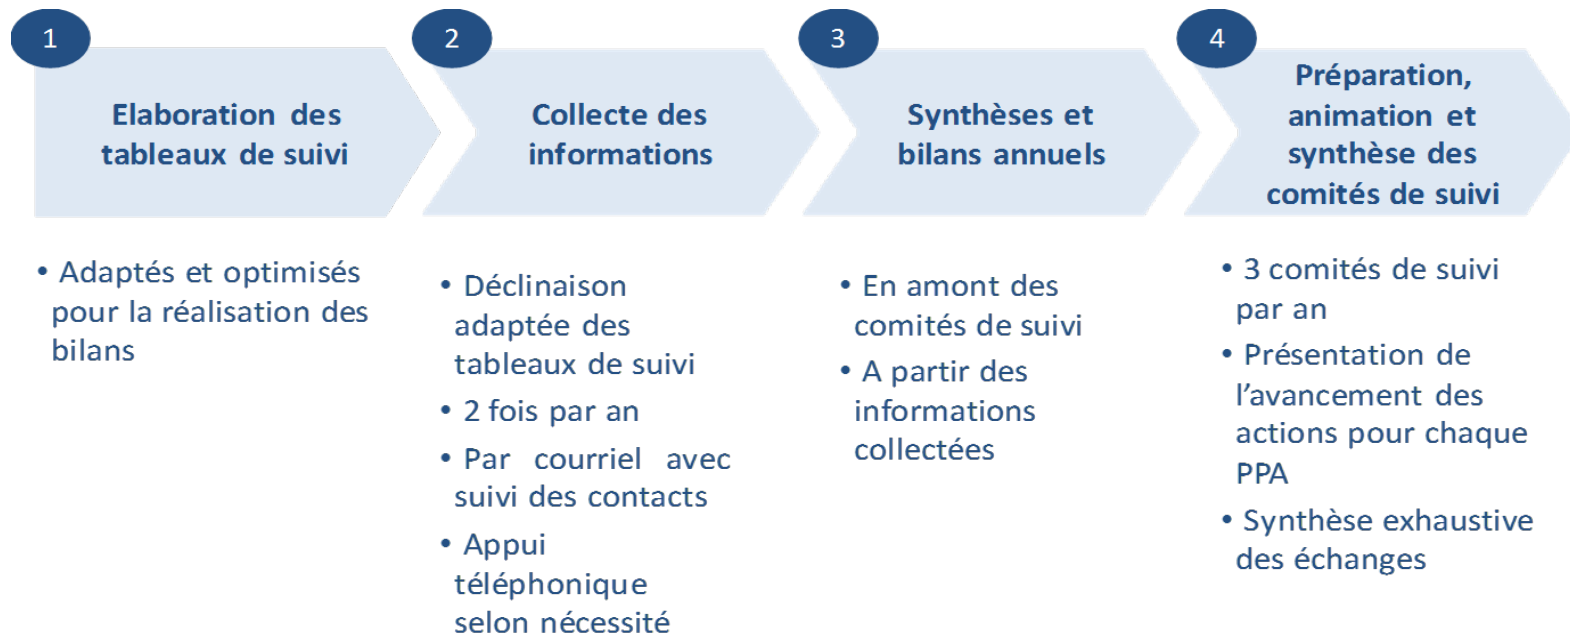 1
Elaboration des
tableaux de suivi
• Adaptés et optimisés
pour la réalisation des
bilans
2
Collecte des
informations
• Déclinaison
adaptée des
tableaux de suivi
• 2 fois par an
• Par courriel avec
suivi des contacts
• Appui
téléphonique
selon nécessité
3
Synthèses et
bilans annuels
• En amont des
comités de suivi
• A partir des
informations
collectées
4
Préparation,
animation et
synthèse des
comités de suivi
• 3 comités de suivi
par an
• Présentation de
l’avancement des
actions pour chaque
PPA
• Synthèse exhaustive
des échanges